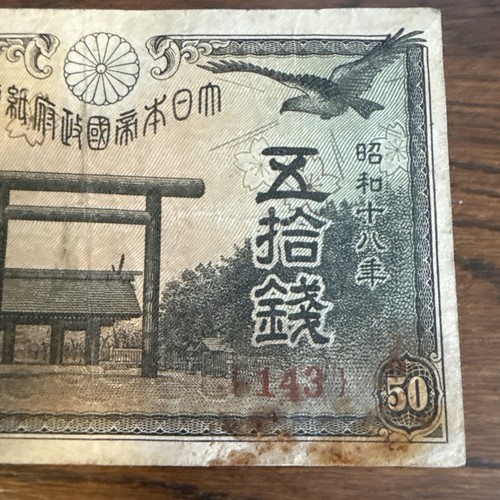 大日本帝國政府紙
昭和十八年
五拾錢
{143}
50